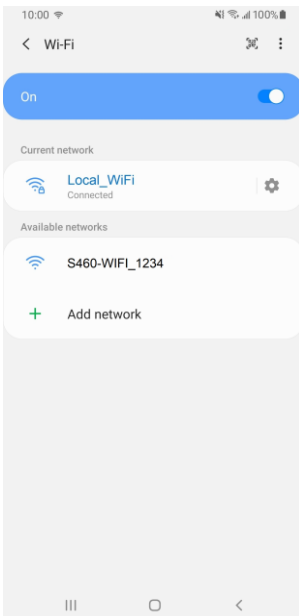 10:00 100%
Wi-Fi
On
Current network
Local_WiFi
Connected
Available networks
S460-WIFI_1234
Add network